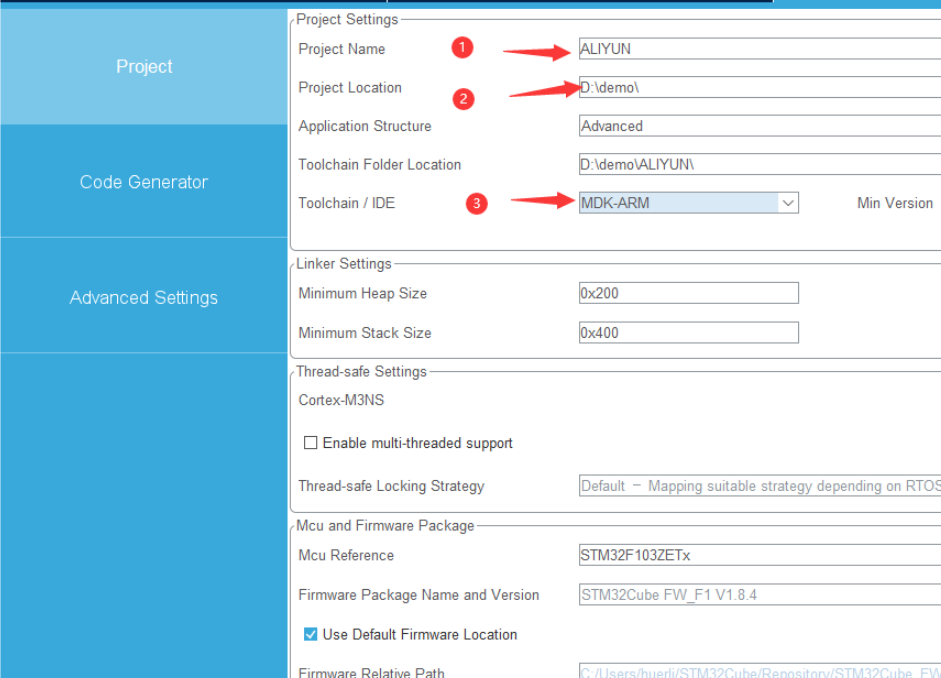 Project Settings
Project
Project Name 1 ALIYUN
Project Location 2 D:\demo\
Application Structure Advanced
Code Generator
Toolchain Folder Location D:\demo\ALIYUN\
Toolchain / IDE 3 MDK-ARM Min Version
Linker Settings
Advanced Settings
Minimum Heap Size 0x200
Minimum Stack Size 0x400
Thread-safe Settings
Cortex-M3NS
Enable multi-threaded support
Thread-safe Locking Strategy Default - Mapping suitable strategy depending on RTOS
Mcu and Firmware Package
Mcu Reference STM32F103ZETx
Firmware Package Name and Version STM32Cube FW_F1 V1.8.4
Use Default Firmware Location
Firmware Relative Path C:/Users/huerli/STM32Cube/Repository/STM32Cube_FW